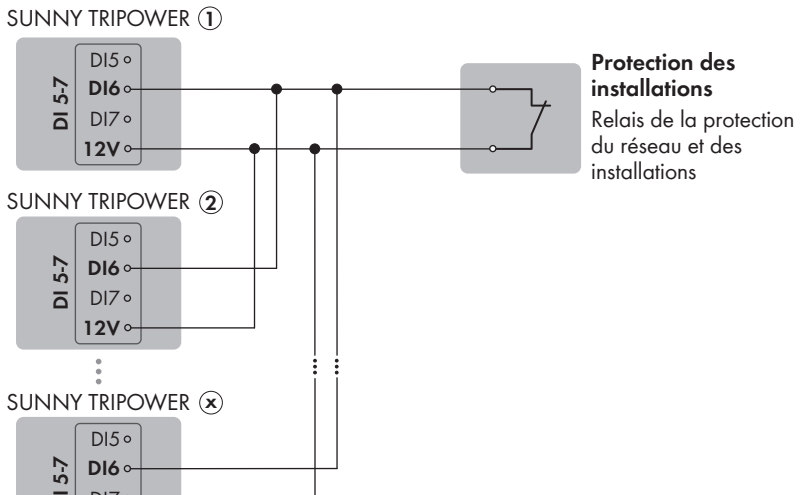 SUNNY TRIPOWER 1
DI5
DI6
DI7
12V
DI 5-7
Protection des
installations
Relais de la protection
du réseau et des
installations
SUNNY TRIPOWER 2
DI5
DI6
DI7
12V
DI 5-7
SUNNY TRIPOWER x
DI5
DI6